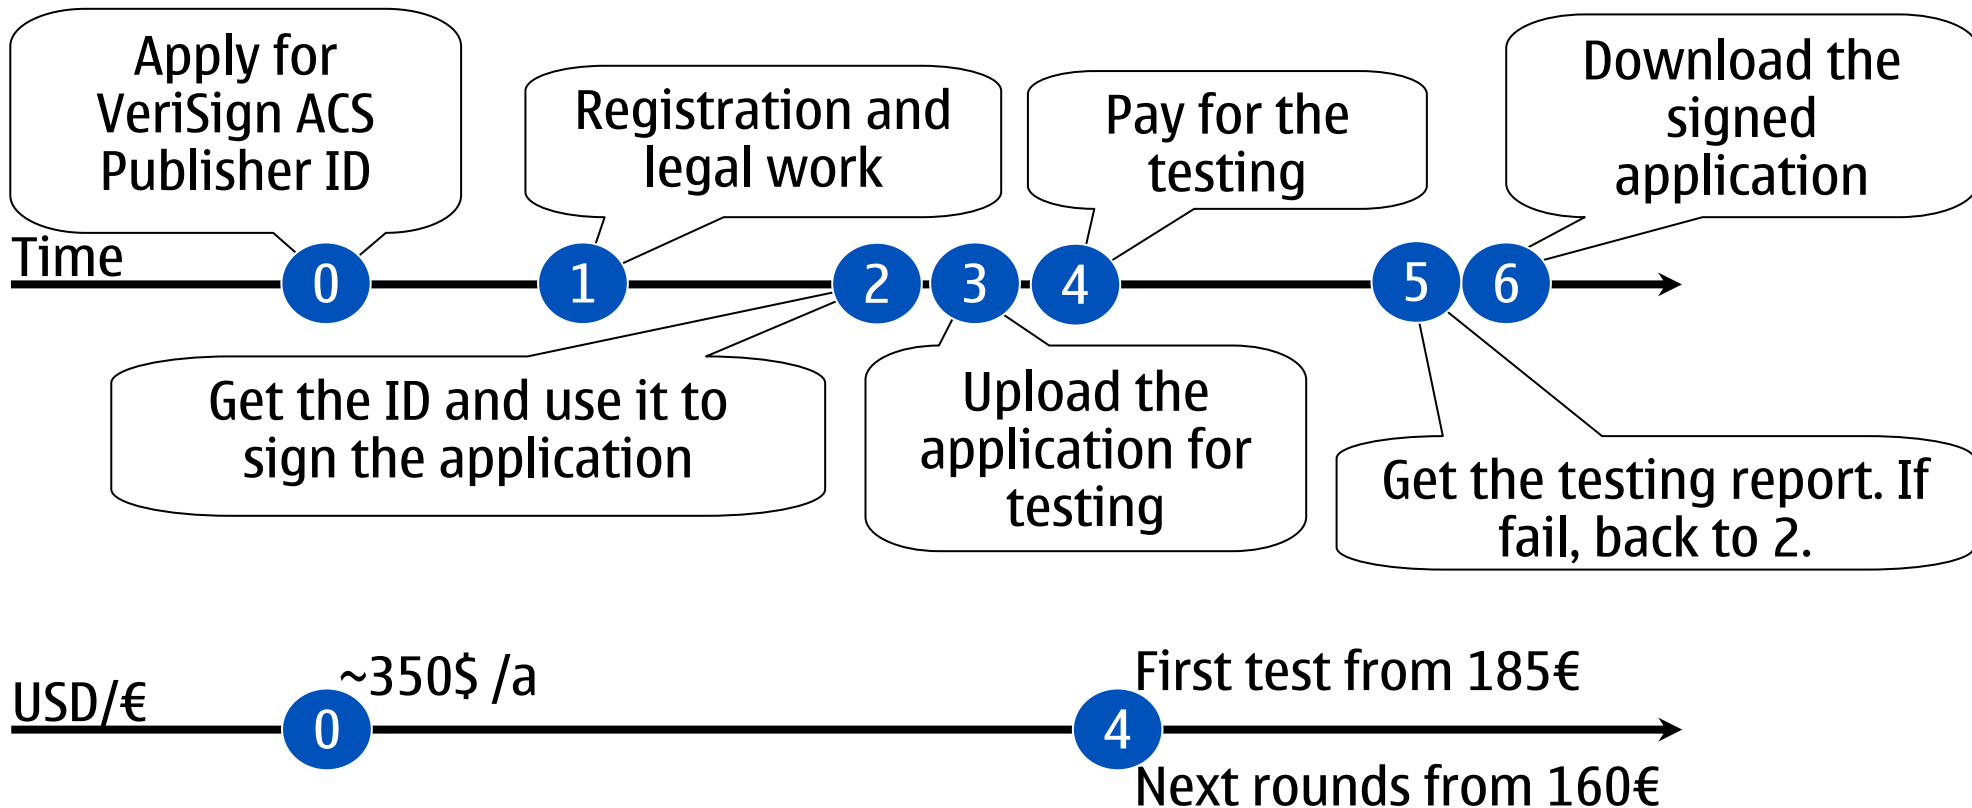 Apply for
VeriSign ACS
Publisher ID
Registration and
legal work
Pay for the
testing
Download the
signed
application
Time
0
1
2
3
4
5
6
Get the ID and use it to
sign the application
Upload the
application for
testing
Get the testing report. If
fail, back to 2.
USD/€
0
~350$ /a
4
First test from 185€
Next rounds from 160€